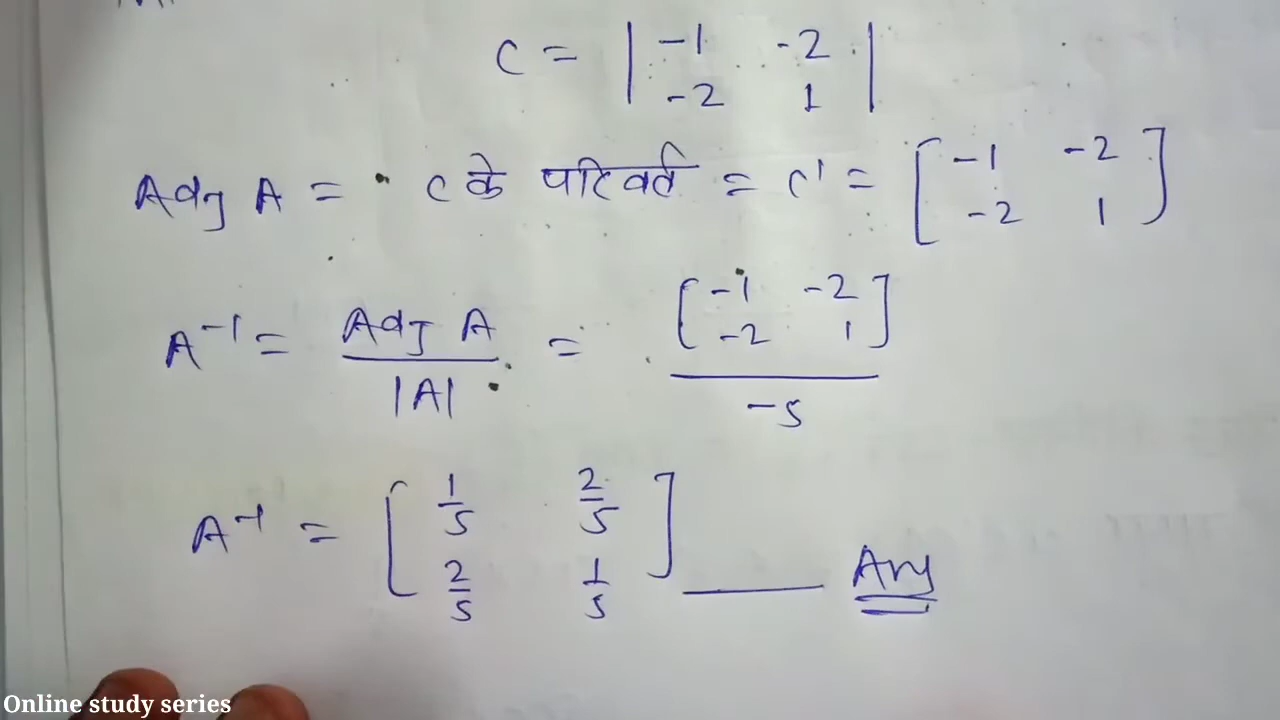 C = | -1 -2 |
| -2 1 |
Adj A = C के परिवर्त = C' = [ -1 -2 ]
[ -2 1 ]
A⁻¹ = Adj A / |A| = [ -1 -2 ]
[ -2 1 ] / -5
A⁻¹ = [ 1/5 2/5 ]
[ 2/5 1/5 ] Ans
Online study series